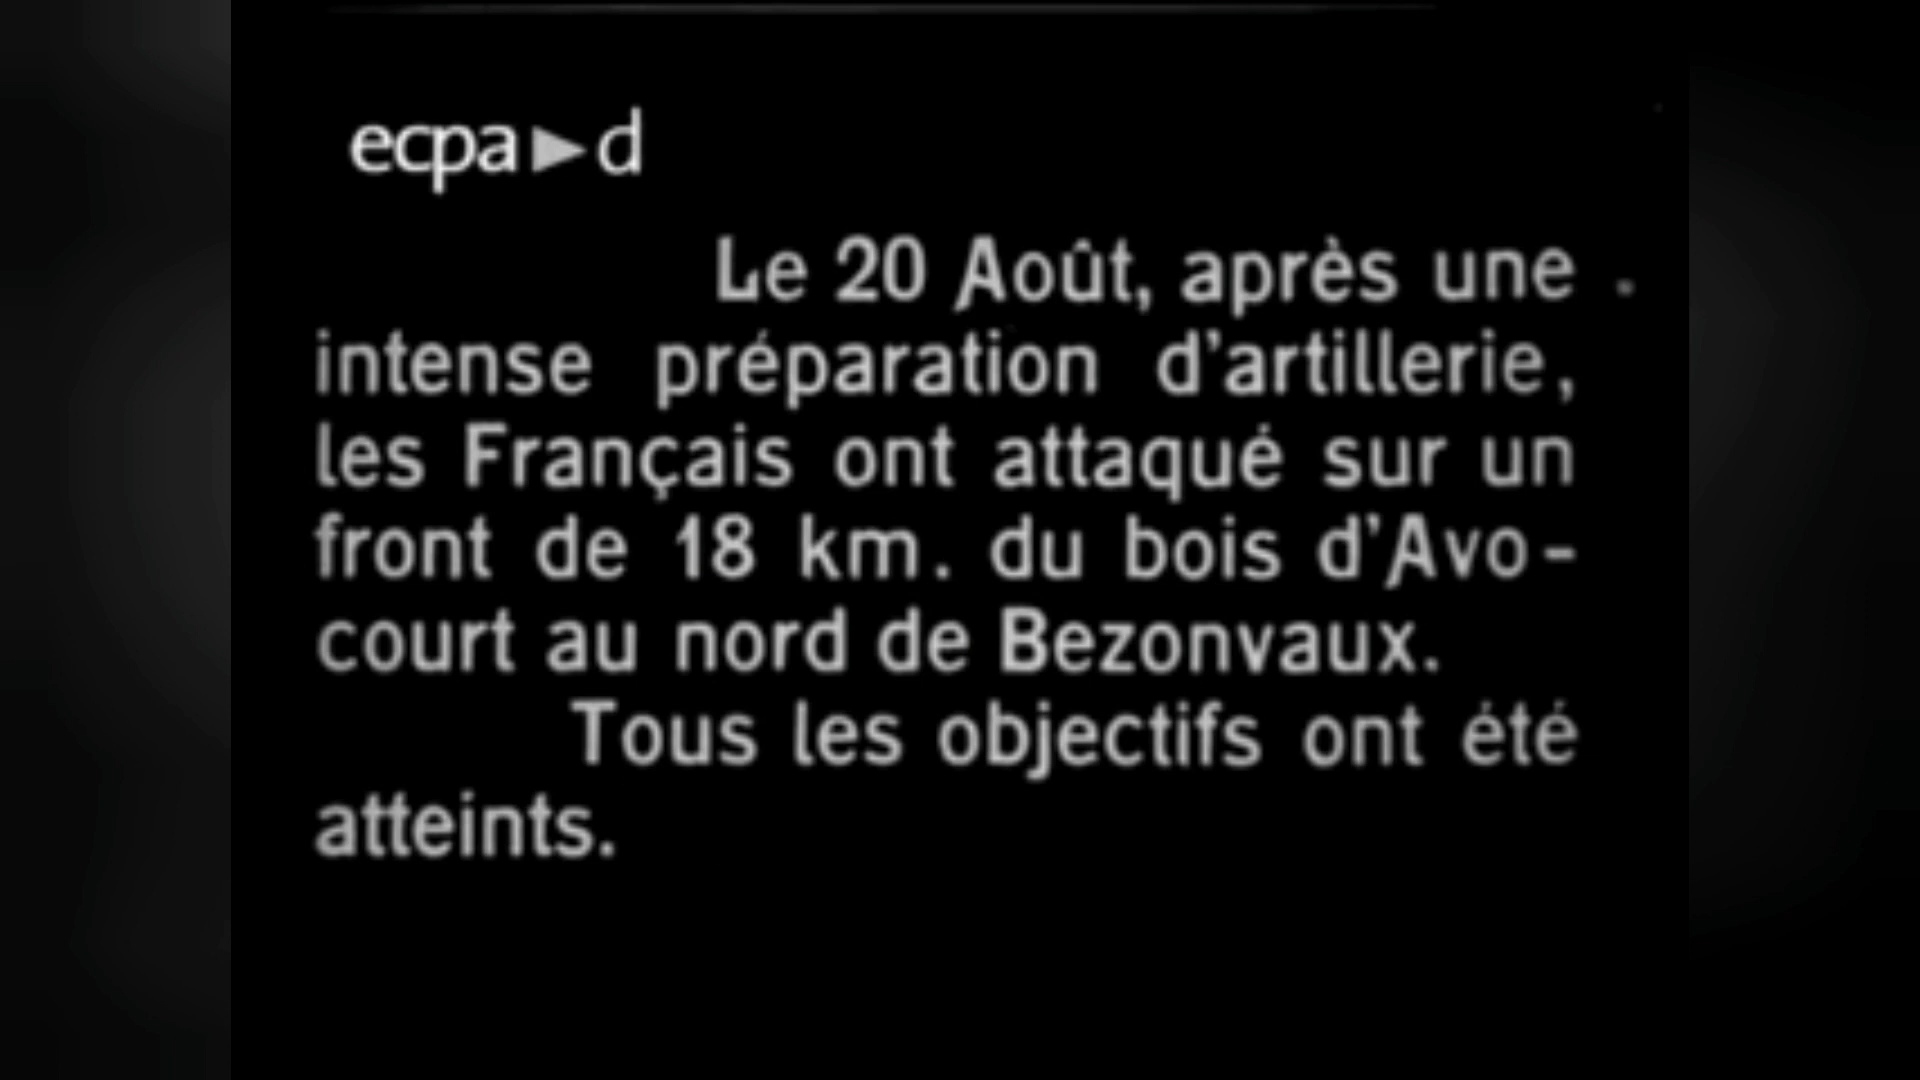 ecpa d
Le 20 Août, après une
intense préparation d'artillerie,
les Français ont attaqué sur un
front de 18 km. du bois d'Avo-
court au nord de Bezonvaux.
Tous les objectifs ont été
atteints.